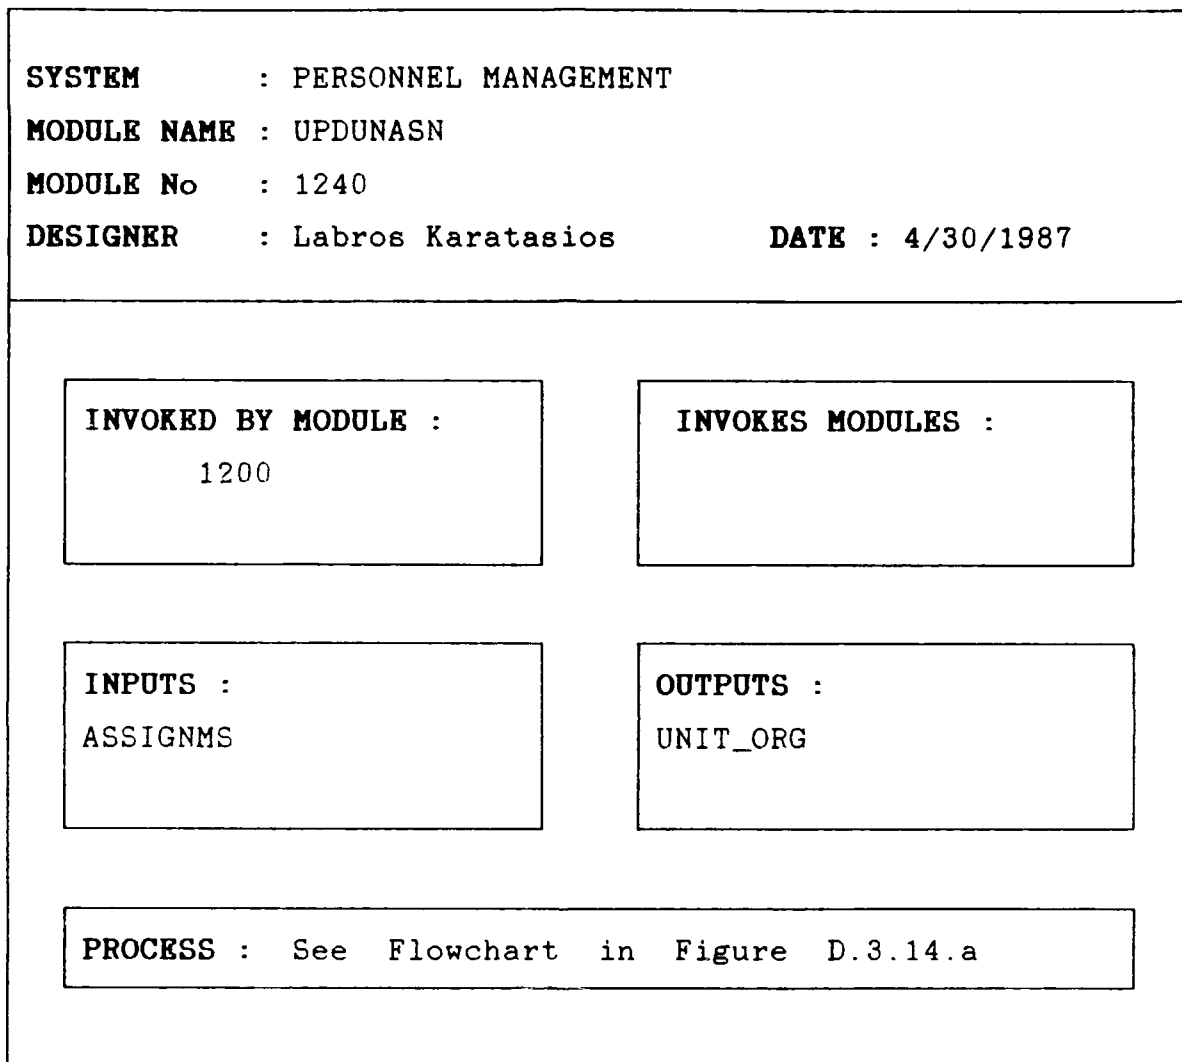 SYSTEM : PERSONNEL MANAGEMENT
MODULE NAME : UPDUNASN
MODULE No : 1240
DESIGNER : Labros Karatasios DATE : 4/30/1987
INVOKED BY MODULE :
1200
INVOKES MODULES :
INPUTS :
ASSIGNMS
OUTPUTS :
UNIT_ORG
PROCESS : See Flowchart in Figure D.3.14.a